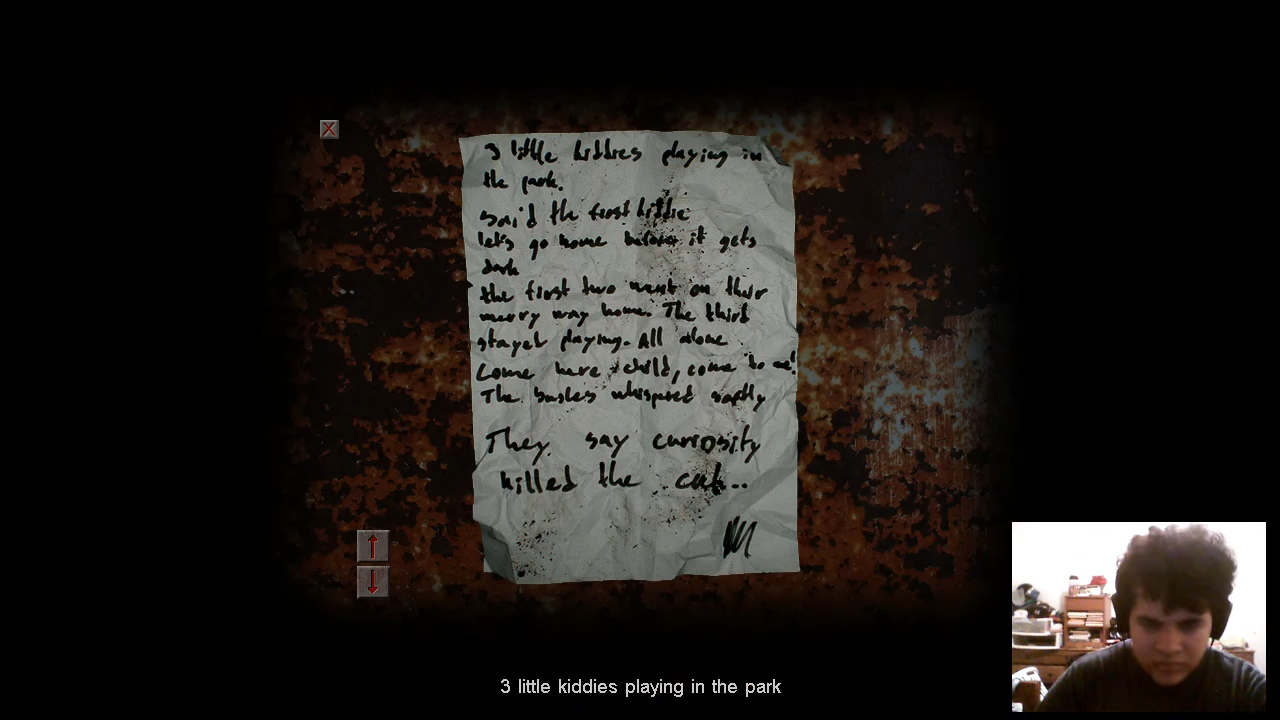 3 little kiddies playing in
the park.
said the first kiddie
let's go home before it gets
dark
the first two went on their
merry way home. The third
stayed playing. All alone
Come here child, come to me!
The bushes whispered softly
They say curiosity
killed the cat...
3 little kiddies playing in the park